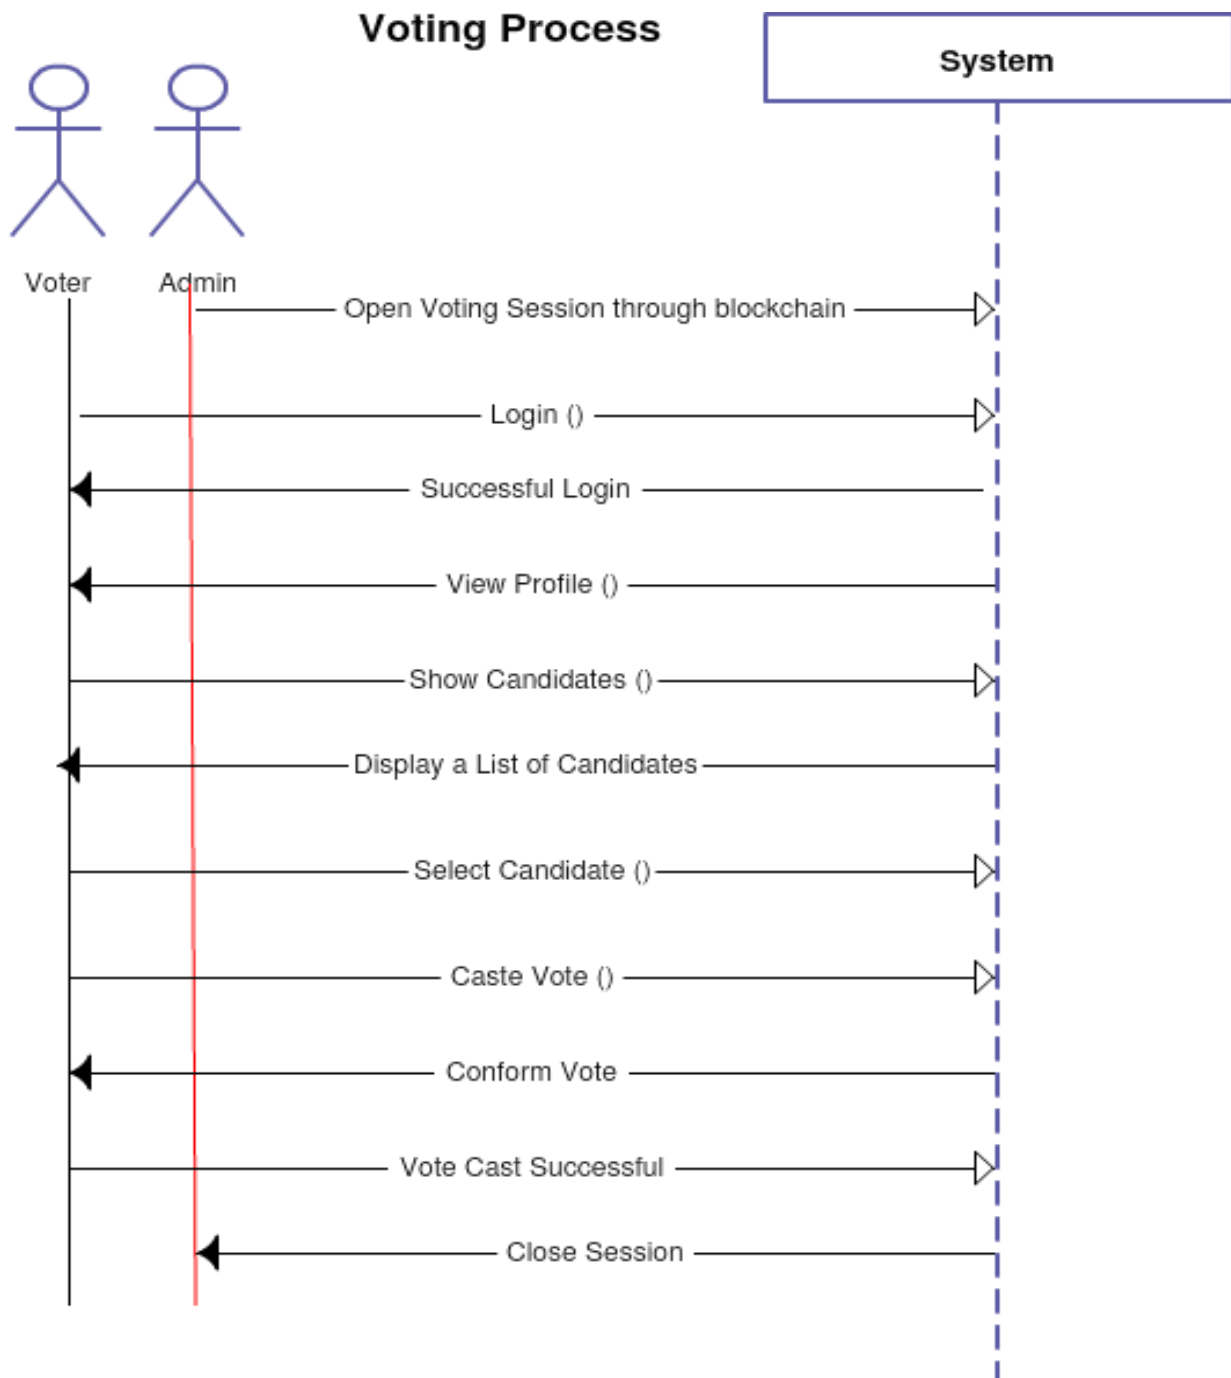 Voting Process
System
Voter
Admin
Open Voting Session through blockchain
Login ()
Successful Login
View Profile ()
Show Candidates ()
Display a List of Candidates
Select Candidate ()
Caste Vote ()
Conform Vote
Vote Cast Successful
Close Session